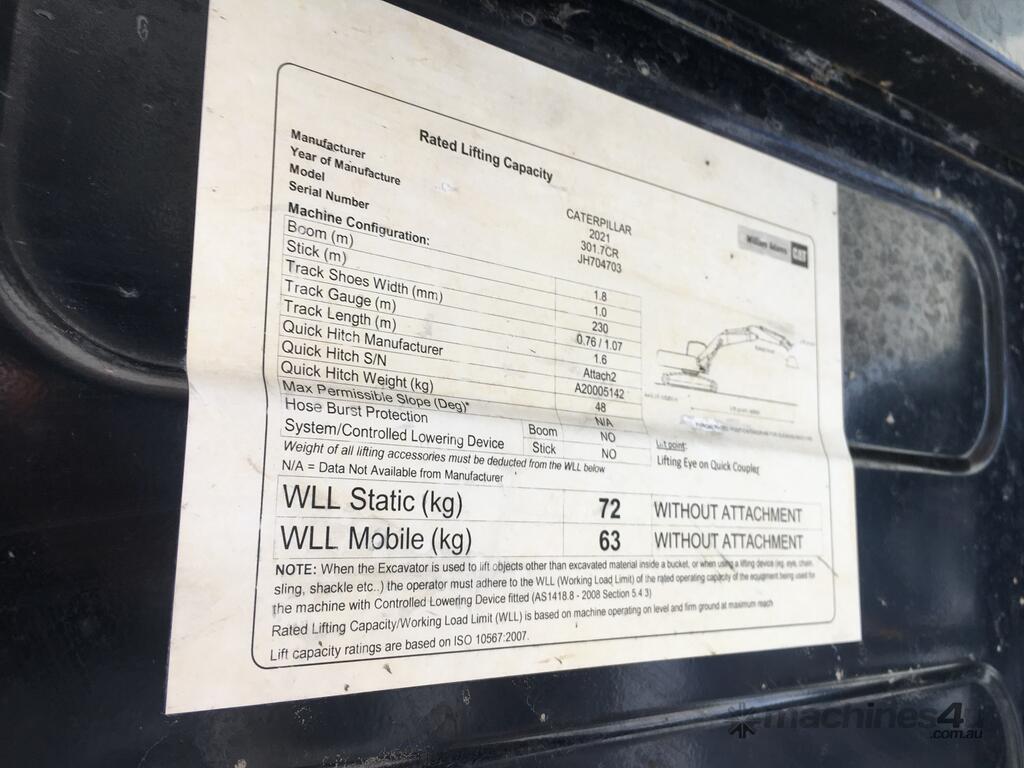 Rated Lifting Capacity
Manufacturer CATERPILLAR
Year of Manufacture 2021
Model 301.7CR
Serial Number JH704703
William Adams CAT
Machine Configuration:
Boom (m) 1.8
Stick (m) 1.0
Track Shoes Width (mm) 230
Track Gauge (m) 0.76 / 1.07
Track Length (m) 1.6
Quick Hitch Manufacturer Attach2
Quick Hitch S/N A20005142
Quick Hitch Weight (kg) 48
Max Permissible Slope (Deg)* N/A
Hose Burst Protection Boom NO
System/Controlled Lowering Device Stick NO
Lift point:
Lifting Eye on Quick Coupler
Weight of all lifting accessories must be deducted from the WLL below
N/A = Data Not Available from Manufacturer
WLL Static (kg) 72 WITHOUT ATTACHMENT
WLL Mobile (kg) 63 WITHOUT ATTACHMENT
NOTE: When the Excavator is used to lift objects other than excavated material inside a bucket, or when using a lifting device (eg, eye, chain,
sling, shackle etc..) the operator must adhere to the WLL (Working Load Limit) of the rated operating capacity of the equipment being used for
the machine with Controlled Lowering Device fitted (AS1418.8 - 2008 Section 5.4 3)
Rated Lifting Capacity/Working Load Limit (WLL) is based on machine operating on level and firm ground at maximum reach
Lift capacity ratings are based on ISO 10567:2007.
machines4u
.com.au